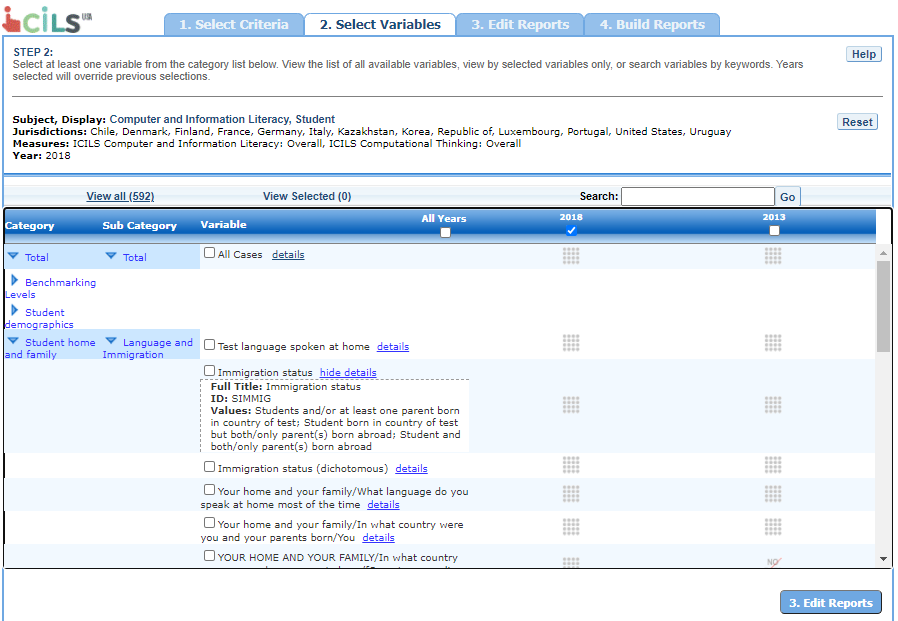 iCILS USA
1. Select Criteria
2. Select Variables
3. Edit Reports
4. Build Reports
STEP 2:
Help
Select at least one variable from the category list below. View the list of all available variables, view by selected variables only, or search variables by keywords. Years
selected will override previous selections.
Subject, Display: Computer and Information Literacy, Student
Reset
Jurisdictions: Chile, Denmark, Finland, France, Germany, Italy, Kazakhstan, Korea, Republic of, Luxembourg, Portugal, United States, Uruguay
Measures: ICILS Computer and Information Literacy: Overall, ICILS Computational Thinking: Overall
Year: 2018
View all (592) View Selected (0) Search: Go
Category Sub Category Variable All Years 2018 2013
Total Total All Cases details
Benchmarking
Levels
Student
demographics
Student home
and family
Language and
Immigration
Test language spoken at home details
Immigration status hide details
Full Title: Immigration status
ID: SIMMIG
Values: Students and/or at least one parent born
in country of test; Student born in country of test
but both/only parent(s) born abroad; Student and
both/only parent(s) born abroad
Immigration status (dichotomous) details
Your home and your family/What language do you
speak at home most of the time details
Your home and your family/In what country were
you and your parents born/You details
YOUR HOME AND YOUR FAMILY/In what country
NO
3. Edit Reports